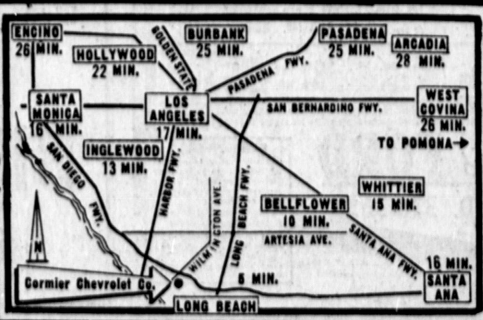 ENCINO
26 MIN.
HOLLYWOOD
22 MIN.
GOLDEN STATE
BURBANK
25 MIN.
PASADENA
25 MIN.
ARCADIA
28 MIN.
PASADENA FWY.
SANTA
MONICA
16 MIN.
LOS
ANGELES
17 MIN.
SAN BERNARDINO FWY.
WEST
COVINA
26 MIN.
TO POMONA→
INGLEWOOD
13 MIN.
SAN DIEGO
FWY.
HARBOR FWY.
WHITTIER
15 MIN.
BELLFLOWER
10 MIN.
WILMINGTON AVE.
LONG BEACH FWY.
ARTESIA AVE.
SANTA ANA FWY.
N
Cormier Chevrolet Co.
5 MIN.
LONG BEACH
16 MIN.
SANTA
ANA